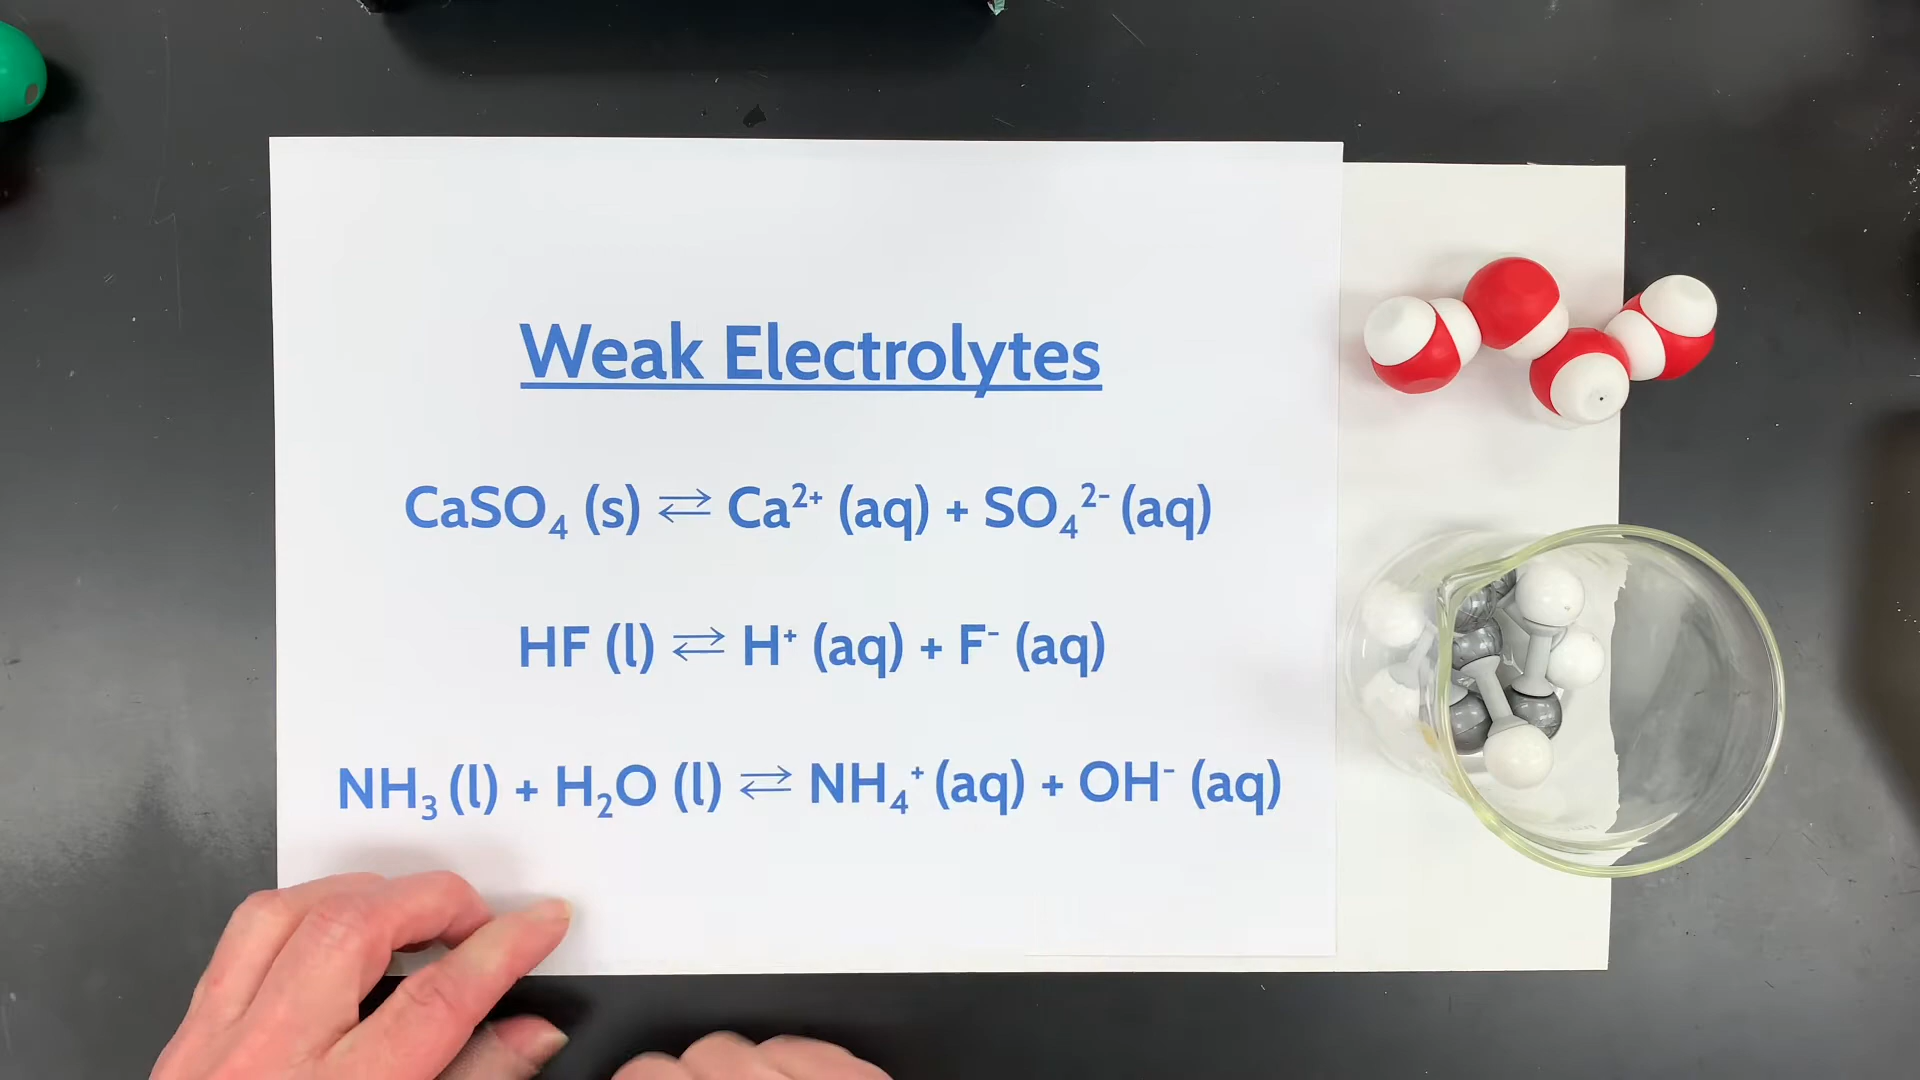 Weak Electrolytes
CaSO₄ (s) ⇄ Ca²⁺ (aq) + SO₄²⁻ (aq)
HF (l) ⇄ H⁺ (aq) + F⁻ (aq)
NH₃ (l) + H₂O (l) ⇄ NH₄⁺ (aq) + OH⁻ (aq)